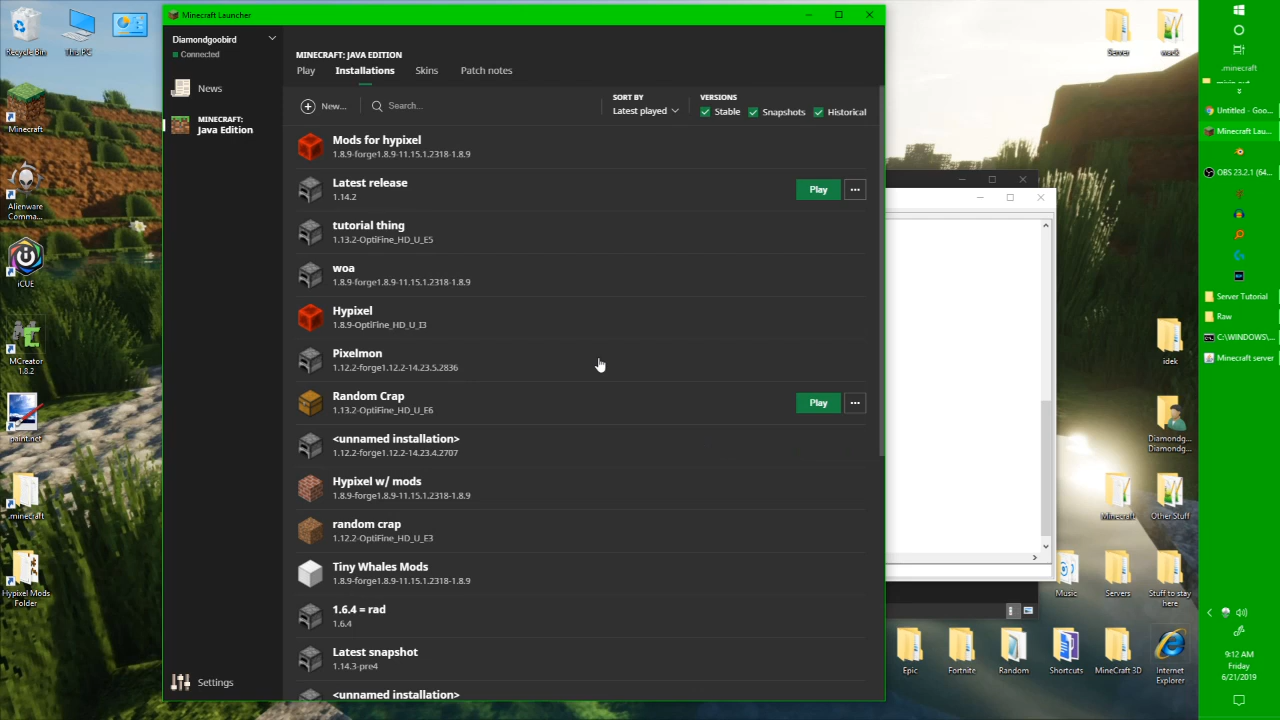 Recycle Bin
This PC
Minecraft
Alienware
Comma...
iCUE
MCreator
1.8.2
paint.net
.minecraft
Hypixel Mods
Folder
Minecraft Launcher
Diamondgoobird
Connected
News
MINECRAFT:
Java Edition
Settings
MINECRAFT: JAVA EDITION
Play
Installations
Skins
Patch notes
New...
Search...
SORT BY
Latest played
VERSIONS
Stable
Snapshots
Historical
Mods for hypixel
1.8.9-forge1.8.9-11.15.1.2318-1.8.9
Latest release
1.14.2
Play
tutorial thing
1.13.2-OptiFine_HD_U_E5
woa
1.8.9-forge1.8.9-11.15.1.2318-1.8.9
Hypixel
1.8.9-OptiFine_HD_U_I3
Pixelmon
1.12.2-forge1.12.2-14.23.5.2836
Random Crap
1.13.2-OptiFine_HD_U_E6
Play
<unnamed installation>
1.12.2-forge1.12.2-14.23.4.2707
Hypixel w/ mods
1.8.9-forge1.8.9-11.15.1.2318-1.8.9
random crap
1.12.2-OptiFine_HD_U_E3
Tiny Whales Mods
1.8.9-forge1.8.9-11.15.1.2318-1.8.9
1.6.4 = rad
1.6.4
Latest snapshot
1.14.3-pre4
<unnamed installation>
Server
wack
idek
Diamondg...
Diamondg...
Minecraft
Other Stuff
Music
Servers
Stuff to stay
here
Epic
Fortnite
Random
Shortcuts
MineCraft 3D
Internet
Explorer
.minecraft
Untitled - Goo...
Minecraft Lau...
OBS 23.2.1 (64...
Server Tutorial
Raw
C:\WINDOWS\...
Minecraft server
9:12 AM
Friday
6/21/2019